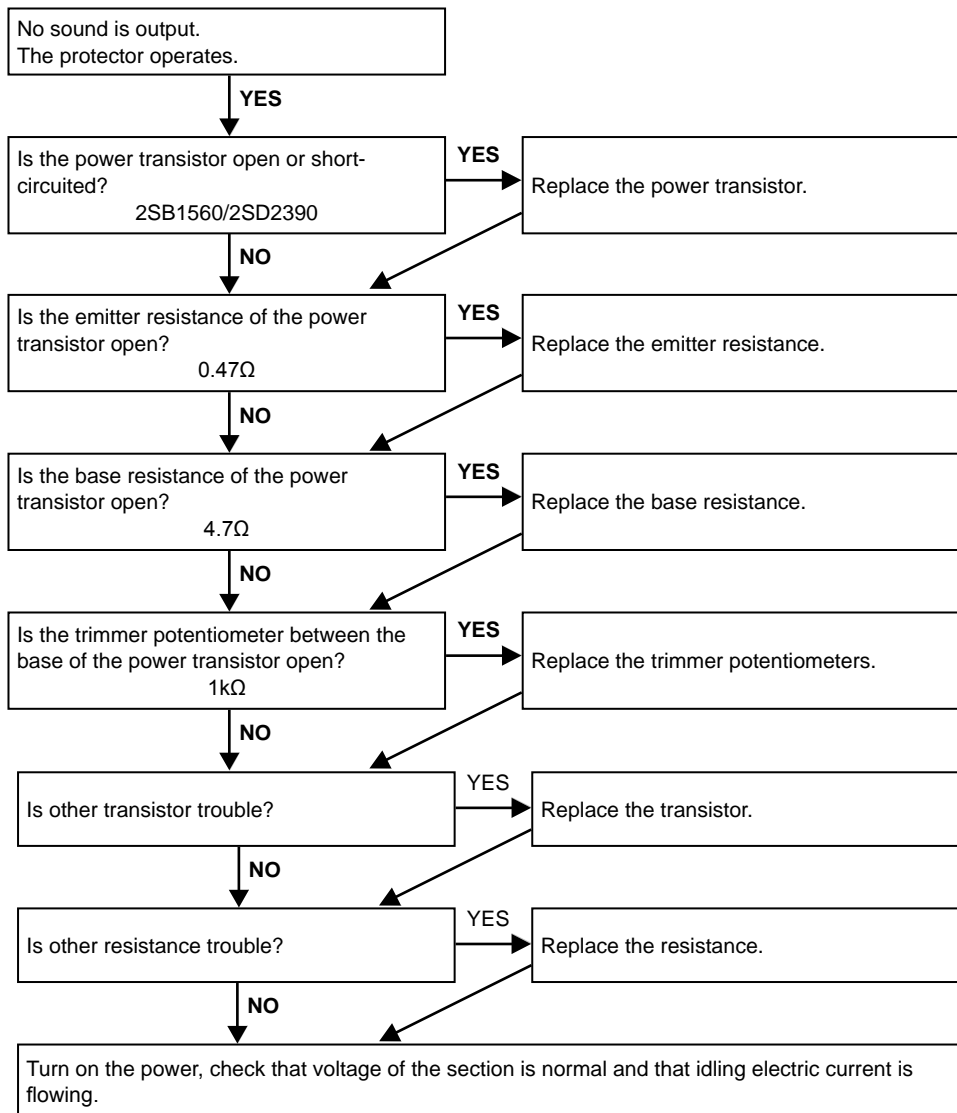 No sound is output.
The protector operates.
YES
Is the power transistor open or short-
circuited?
2SB1560/2SD2390
YES
Replace the power transistor.
NO
Is the emitter resistance of the power
transistor open?
0.47Ω
YES
Replace the emitter resistance.
NO
Is the base resistance of the power
transistor open?
4.7Ω
YES
Replace the base resistance.
NO
Is the trimmer potentiometer between the
base of the power transistor open?
1kΩ
YES
Replace the trimmer potentiometers.
NO
Is other transistor trouble?
YES
Replace the transistor.
NO
Is other resistance trouble?
YES
Replace the resistance.
NO
Turn on the power, check that voltage of the section is normal and that idling electric current is
flowing.